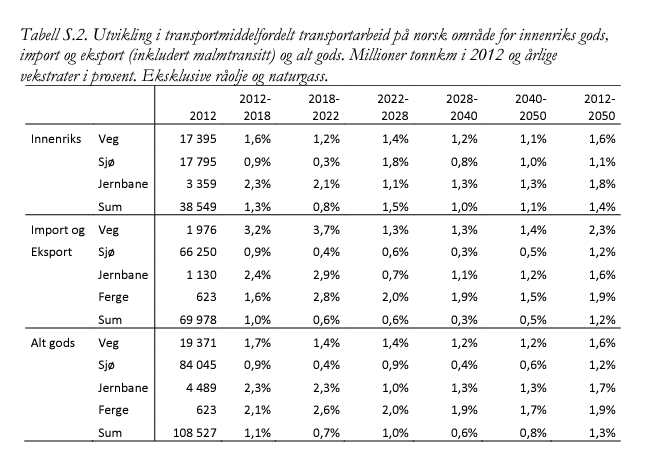 Tabell S.2. Utvikling i transportmiddelfordelt transportarbeid på norsk område for innenriks gods,
import og eksport (inkludert malmtransitt) og alt gods. Millioner tonnkm i 2012 og årlige
vekstrater i prosent. Eksklusive råolje og naturgass.
2012 2012-2018 2018-2022 2022-2028 2028-2040 2040-2050 2012-2050
Innenriks Veg 17 395 1,6% 1,2% 1,4% 1,2% 1,1% 1,6%
Sjø 17 795 0,9% 0,3% 1,8% 0,8% 1,0% 1,1%
Jernbane 3 359 2,3% 2,1% 1,1% 1,3% 1,3% 1,8%
Sum 38 549 1,3% 0,8% 1,5% 1,0% 1,1% 1,4%
Import og Veg 1 976 3,2% 3,7% 1,3% 1,3% 1,4% 2,3%
Eksport Sjø 66 250 0,9% 0,4% 0,6% 0,3% 0,5% 1,2%
Jernbane 1 130 2,4% 2,9% 0,7% 1,1% 1,2% 1,6%
Ferge 623 1,6% 2,8% 2,0% 1,9% 1,5% 1,9%
Sum 69 978 1,0% 0,6% 0,6% 0,3% 0,5% 1,2%
Alt gods Veg 19 371 1,7% 1,4% 1,4% 1,2% 1,2% 1,6%
Sjø 84 045 0,9% 0,4% 0,9% 0,4% 0,6% 1,2%
Jernbane 4 489 2,3% 2,3% 1,0% 1,3% 1,3% 1,7%
Ferge 623 2,1% 2,6% 2,0% 1,9% 1,7% 1,9%
Sum 108 527 1,1% 0,7% 1,0% 0,6% 0,8% 1,3%